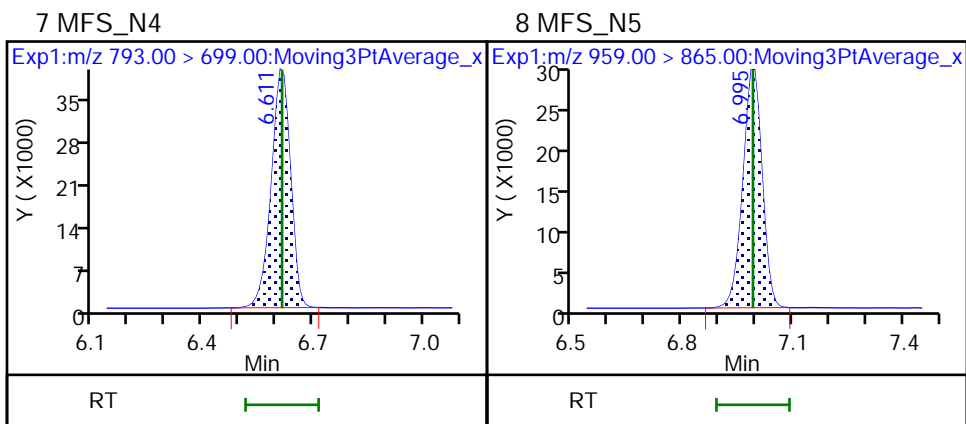 7 MFS_N4
Exp1:m/z 793.00 > 699.00:Moving3PtAverage_x
Y ( X1000)
35
28
21
14
7
0
6.611
6.1 6.4 6.7 7.0
Min
RT
8 MFS_N5
Exp1:m/z 959.00 > 865.00:Moving3PtAverage_x
Y ( X1000)
30
25
20
15
10
5
0
6.995
6.5 6.8 7.1 7.4
Min
RT